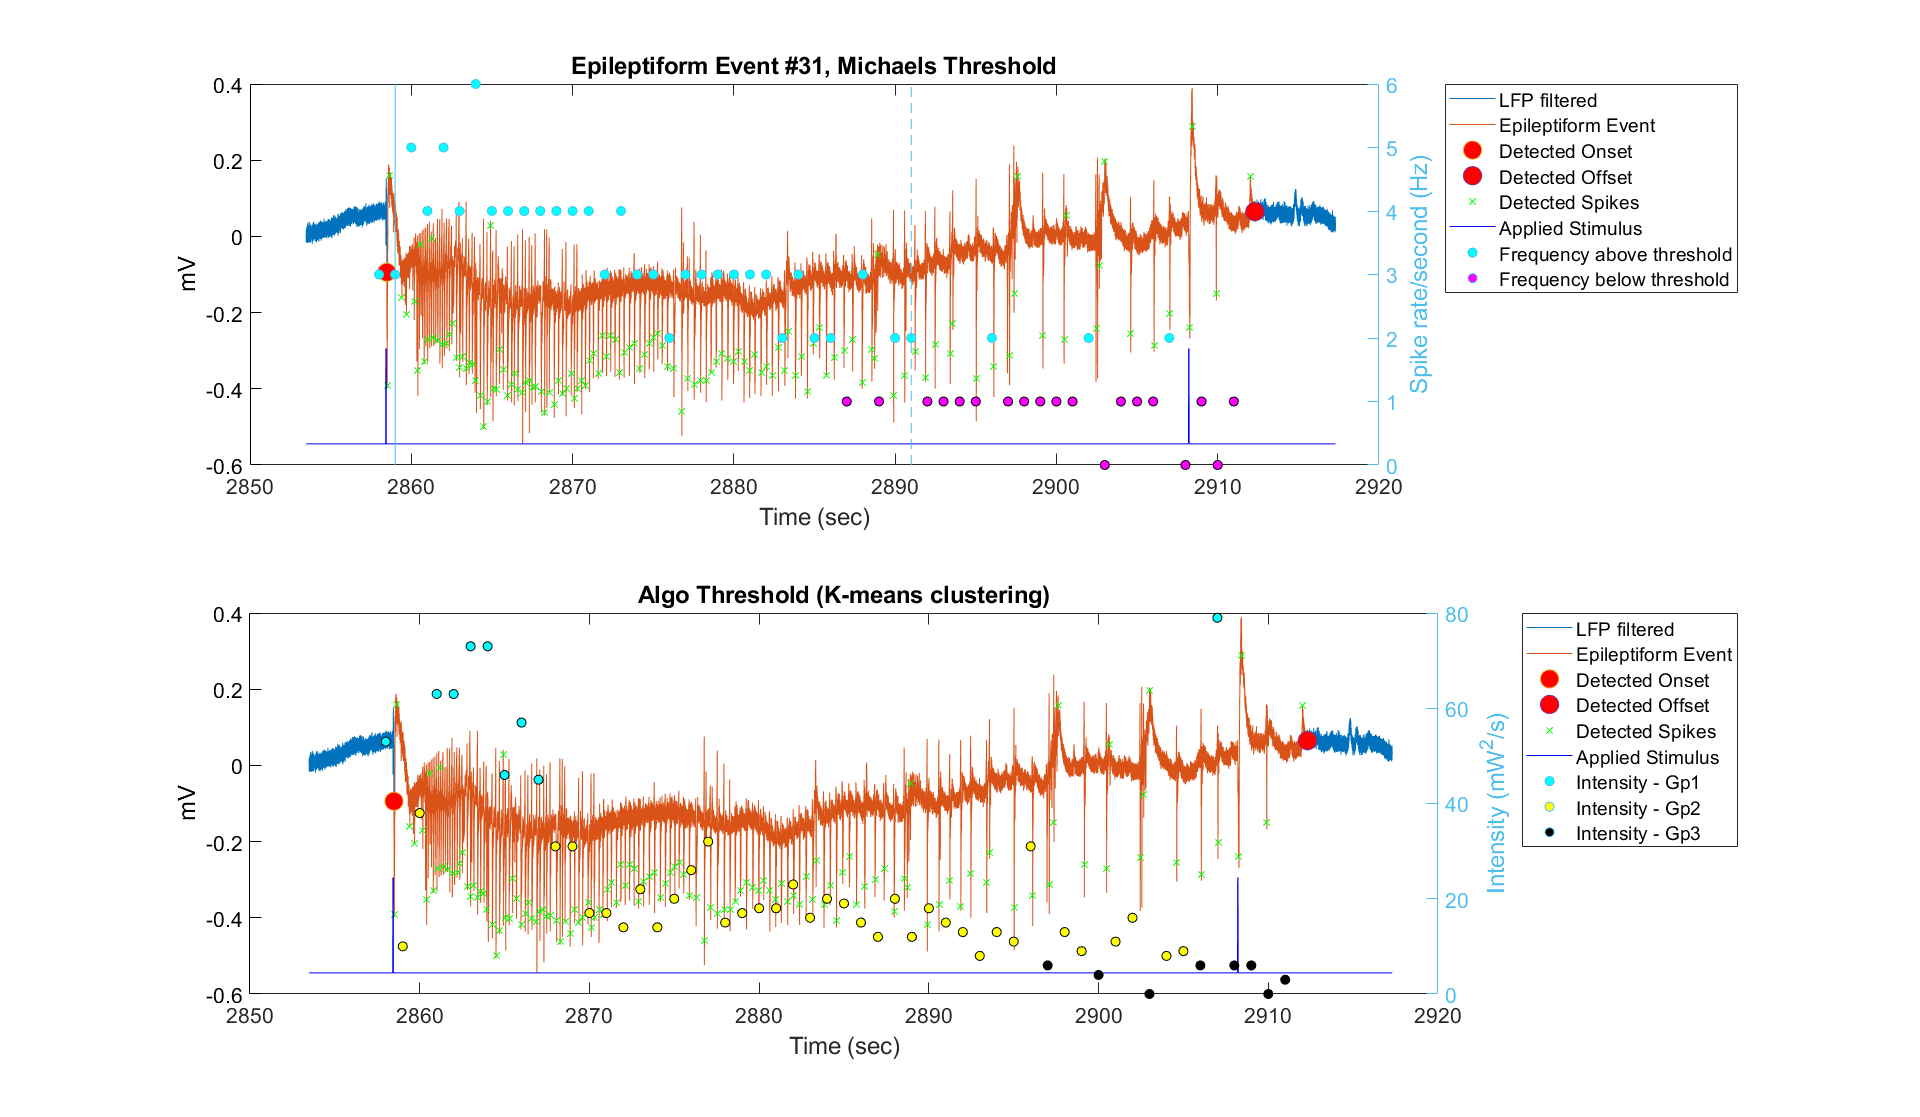 Epileptiform Event #31, Michaels Threshold
0.4
0.2
0
-0.2
-0.4
-0.6
mV
2850
2860
2870
2880
2890
2900
2910
2920
Time (sec)
6
5
4
3
2
1
0
Spike rate/second (Hz)
LFP filtered
Epileptiform Event
Detected Onset
Detected Offset
Detected Spikes
Applied Stimulus
Frequency above threshold
Frequency below threshold
Algo Threshold (K-means clustering)
0.4
0.2
0
-0.2
-0.4
-0.6
mV
2850
2860
2870
2880
2890
2900
2910
2920
Time (sec)
80
60
40
20
0
Intensity (mW²/s)
LFP filtered
Epileptiform Event
Detected Onset
Detected Offset
Detected Spikes
Applied Stimulus
Intensity - Gp1
Intensity - Gp2
Intensity - Gp3